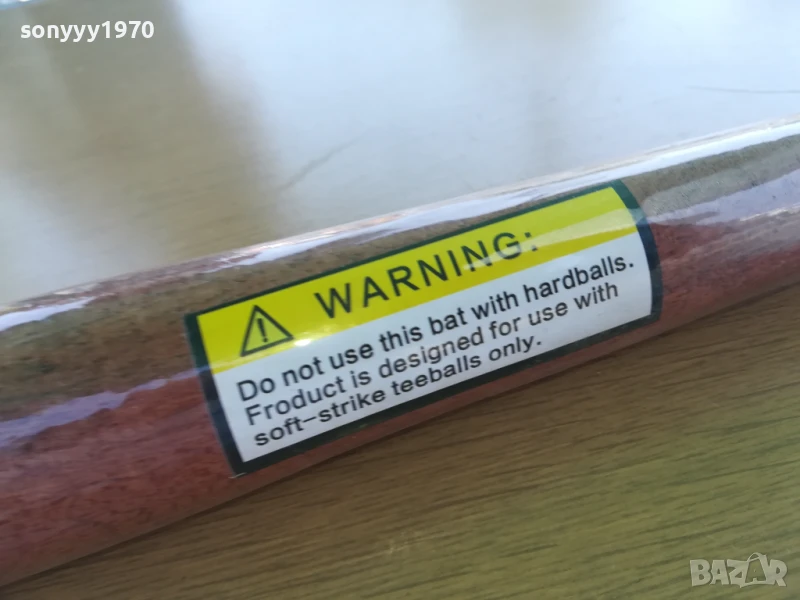 sonyyy1970
WARNING:
Do not use this bat with hardballs.
Froduct is designed for use with
soft-strike teeballs only.
BAZAR